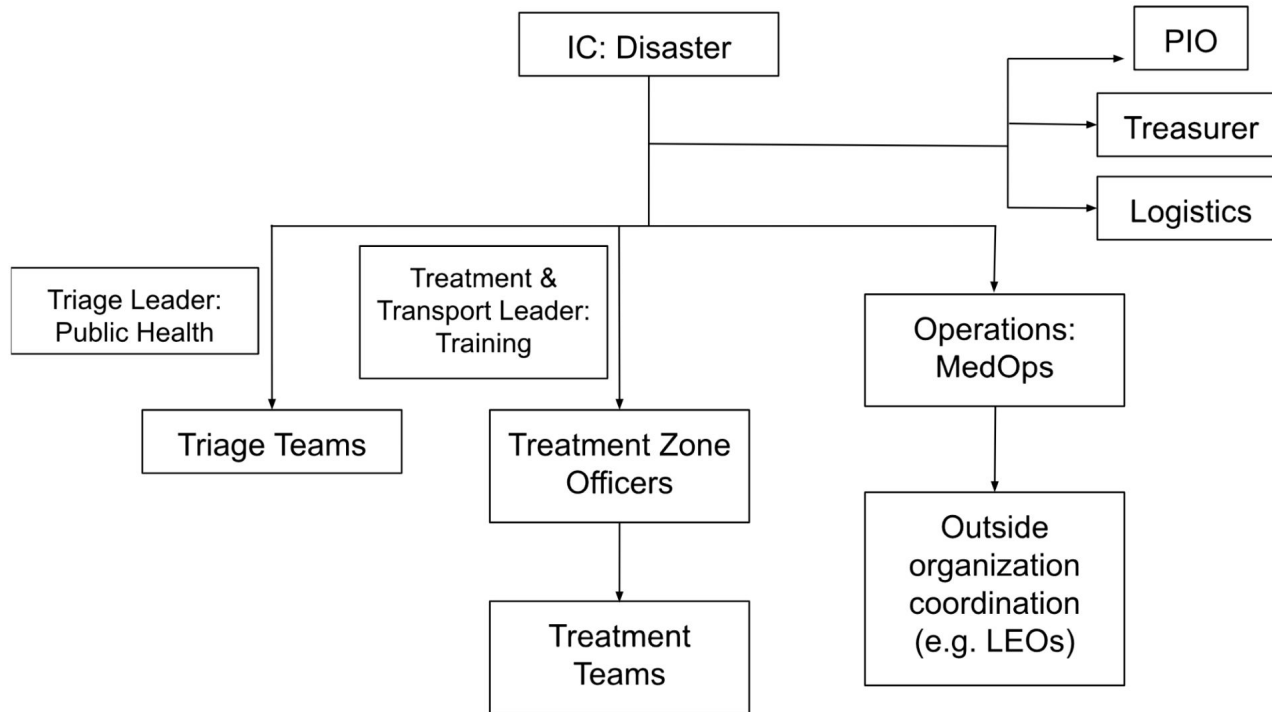 IC: Disaster
PIO
Treasurer
Logistics
Triage Leader:
Public Health
Treatment &
Transport Leader:
Training
Operations:
MedOps
Triage Teams
Treatment Zone
Officers
Outside
organization
coordination
(e.g. LEOs)
Treatment
Teams